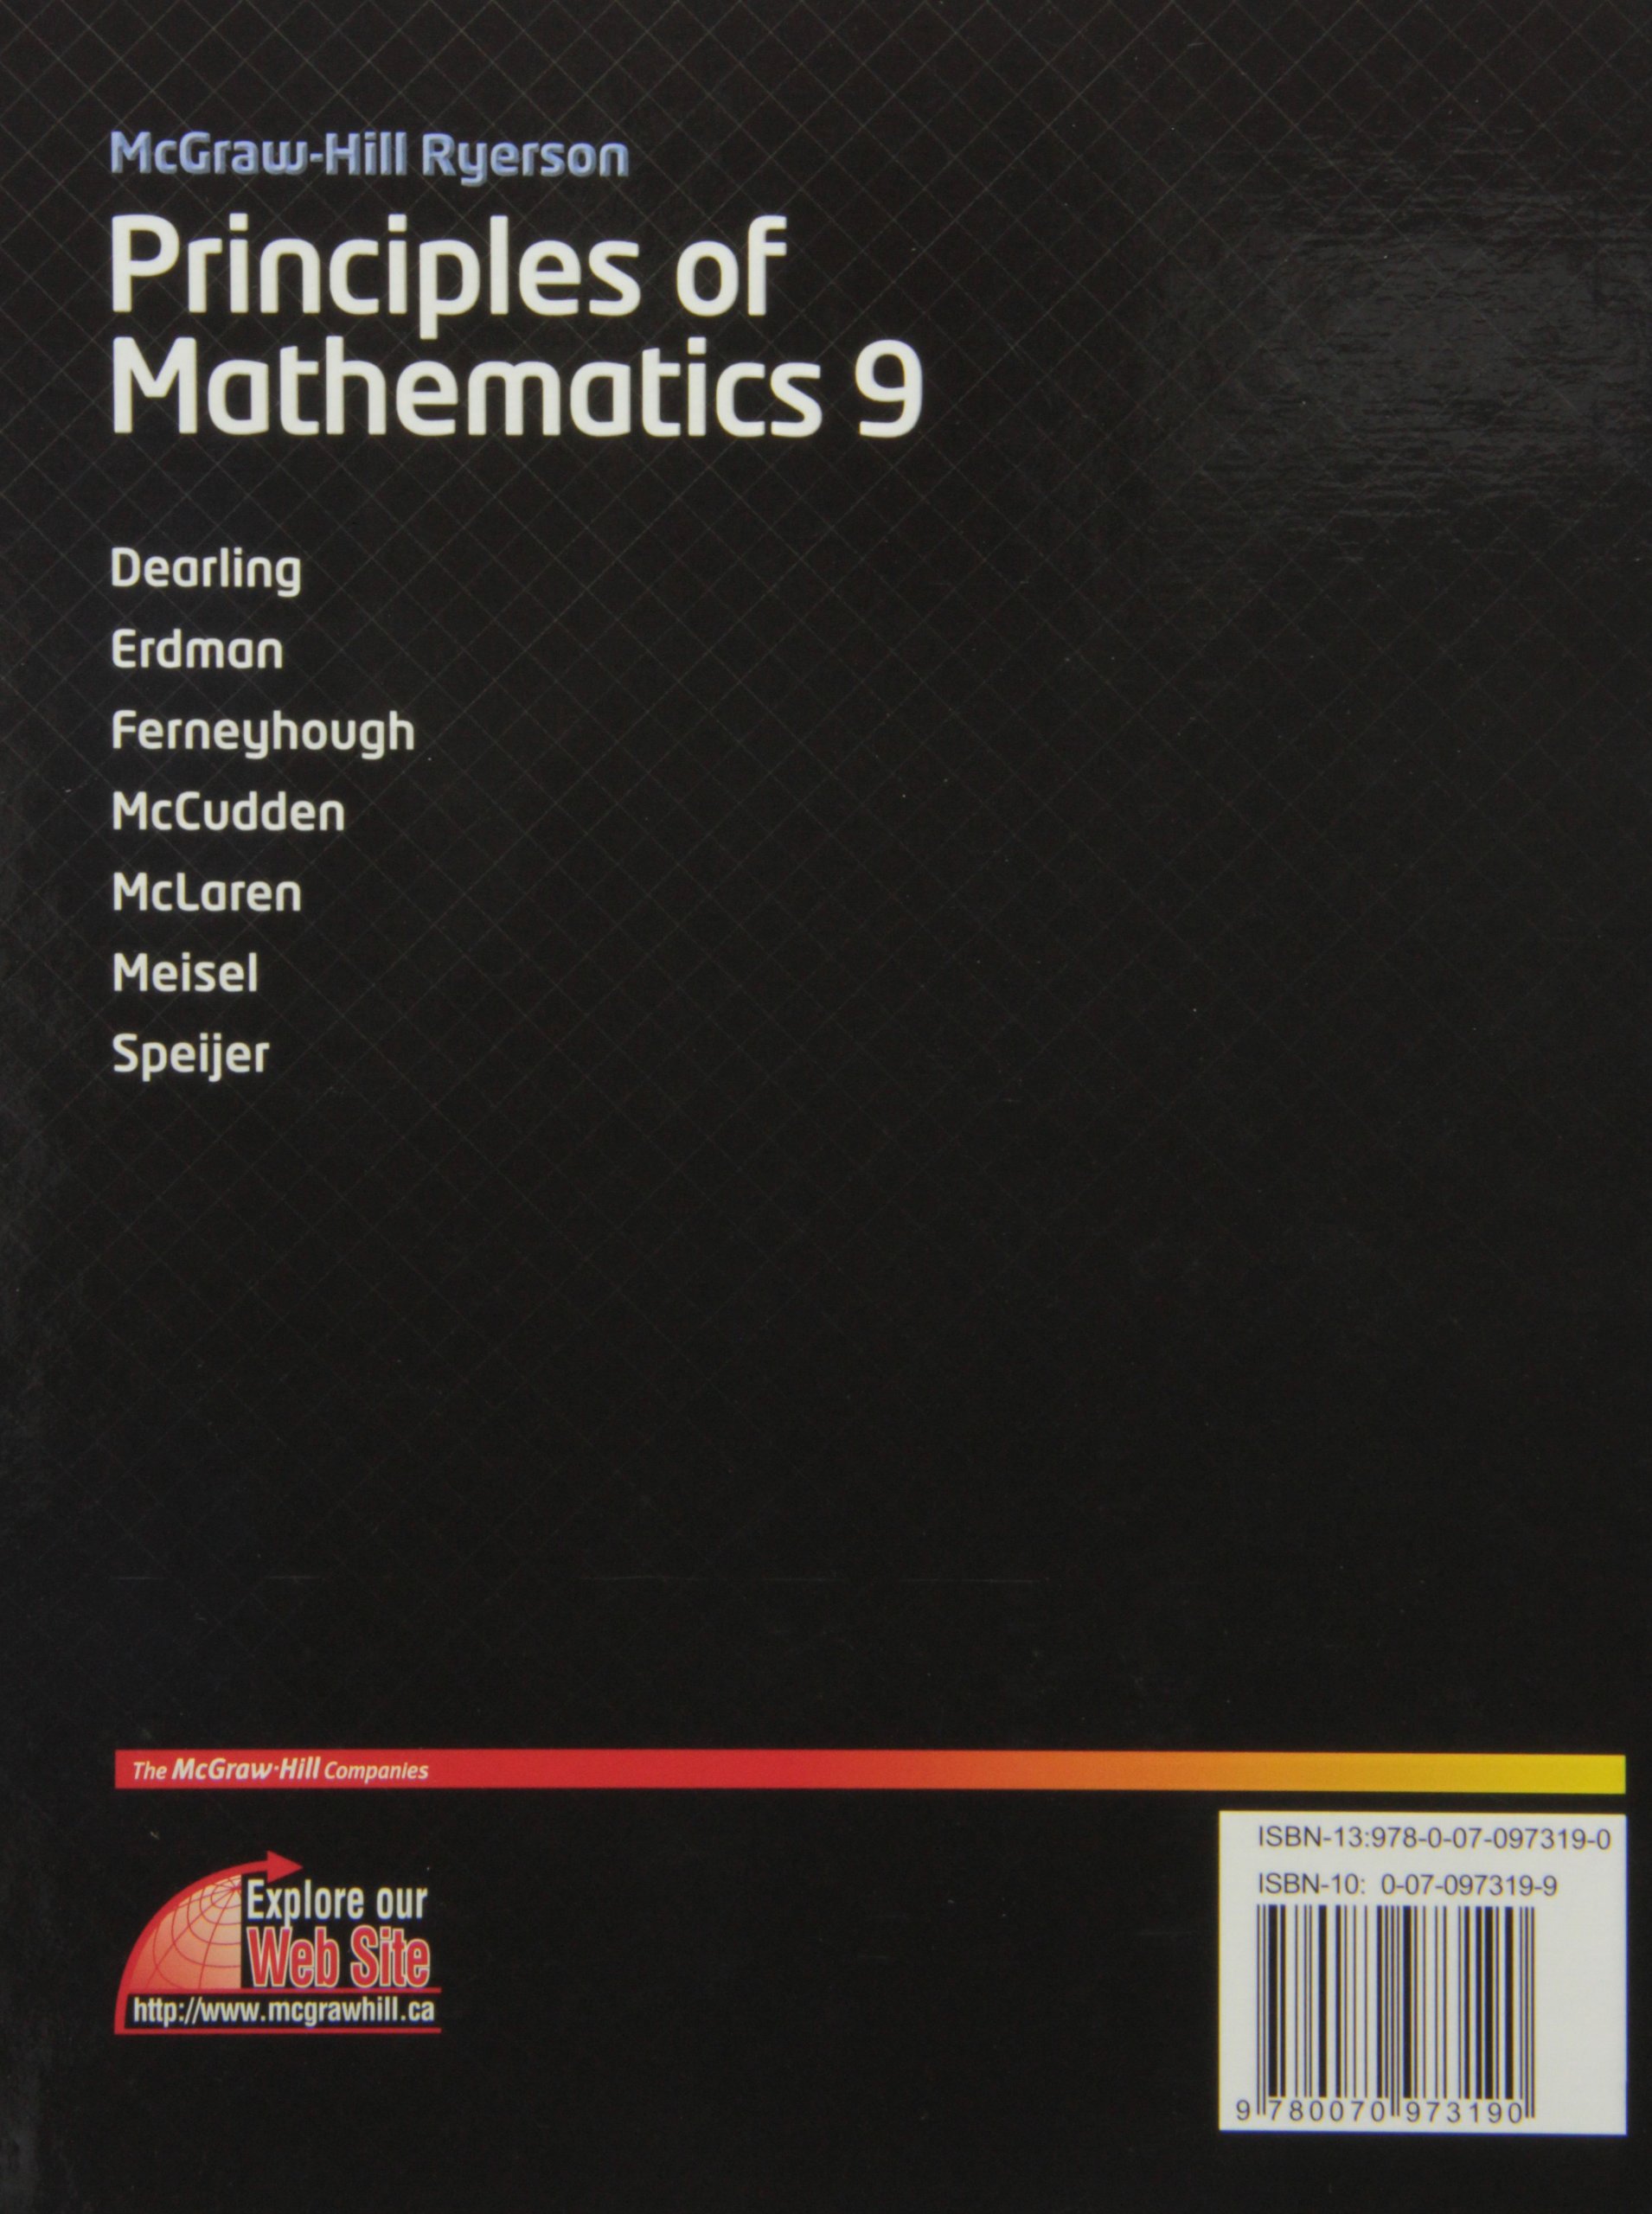 McGraw-Hill Ryerson
Principles of
Mathematics 9
Dearling
Erdman
Ferneyhough
McCudden
McLaren
Meisel
Speijer
The McGraw·Hill Companies
Explore our
Web Site
http://www.mcgrawhill.ca
ISBN-13:978-0-07-097319-0
ISBN-10: 0-07-097319-9
9 780070 973190